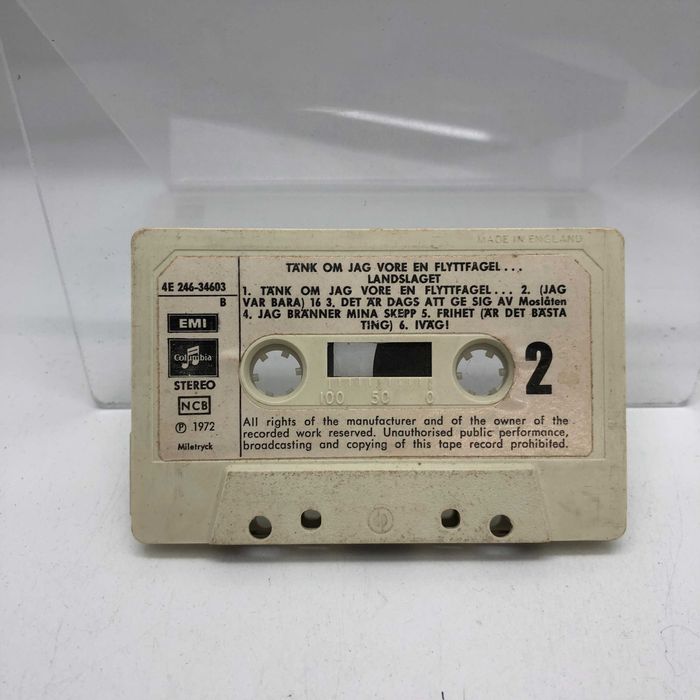 MADE IN ENGLAND
TÄNK OM JAG VORE EN FLYTTFÅGEL...
LANDSLAGET
4E 246-34603
B
1. TÄNK OM JAG VORE EN FLYTTFÅGEL... 2. (JAG
VAR BARA) 16 3. DET ÄR DAGS ATT GE SIG AV Moslåten
4. JAG BRÄNNER MINA SKEPP 5. FRIHET (ÄR DET BÄSTA
TING) 6. IVÄG!
EMI
Columbia
STEREO
NCB
Ⓟ 1972
Miletryck
2
100 50 0
All rights of the manufacturer and of the owner of the
recorded work reserved. Unauthorised public performance,
broadcasting and copying of this tape record prohibited.